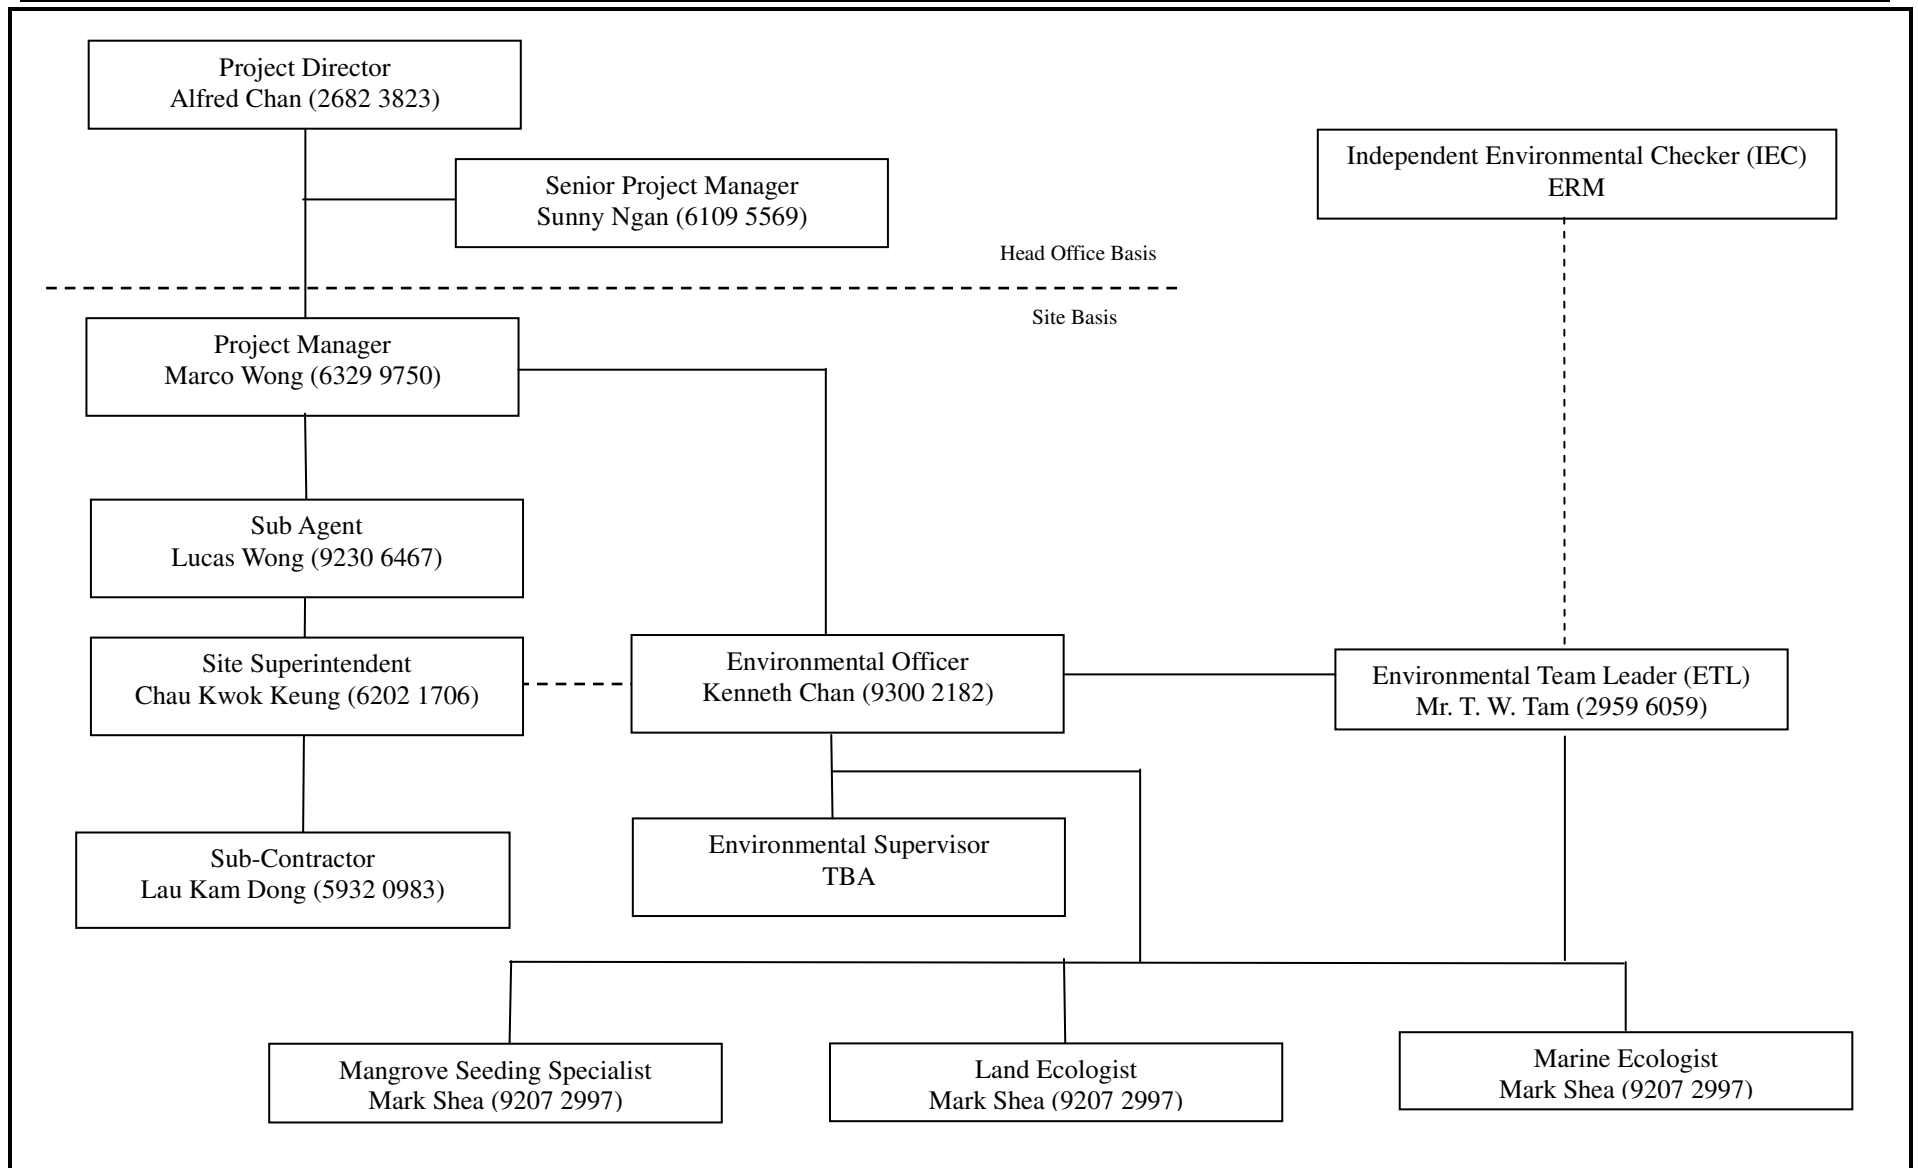 Project Director
Alfred Chan (2682 3823)
Independent Environmental Checker (IEC)
ERM
Senior Project Manager
Sunny Ngan (6109 5569)
Head Office Basis
Site Basis
Project Manager
Marco Wong (6329 9750)
Sub Agent
Lucas Wong (9230 6467)
Site Superintendent
Chau Kwok Keung (6202 1706)
Environmental Officer
Kenneth Chan (9300 2182)
Environmental Team Leader (ETL)
Mr. T. W. Tam (2959 6059)
Sub-Contractor
Lau Kam Dong (5932 0983)
Environmental Supervisor
TBA
Mangrove Seeding Specialist
Mark Shea (9207 2997)
Land Ecologist
Mark Shea (9207 2997)
Marine Ecologist
Mark Shea (9207 2997)